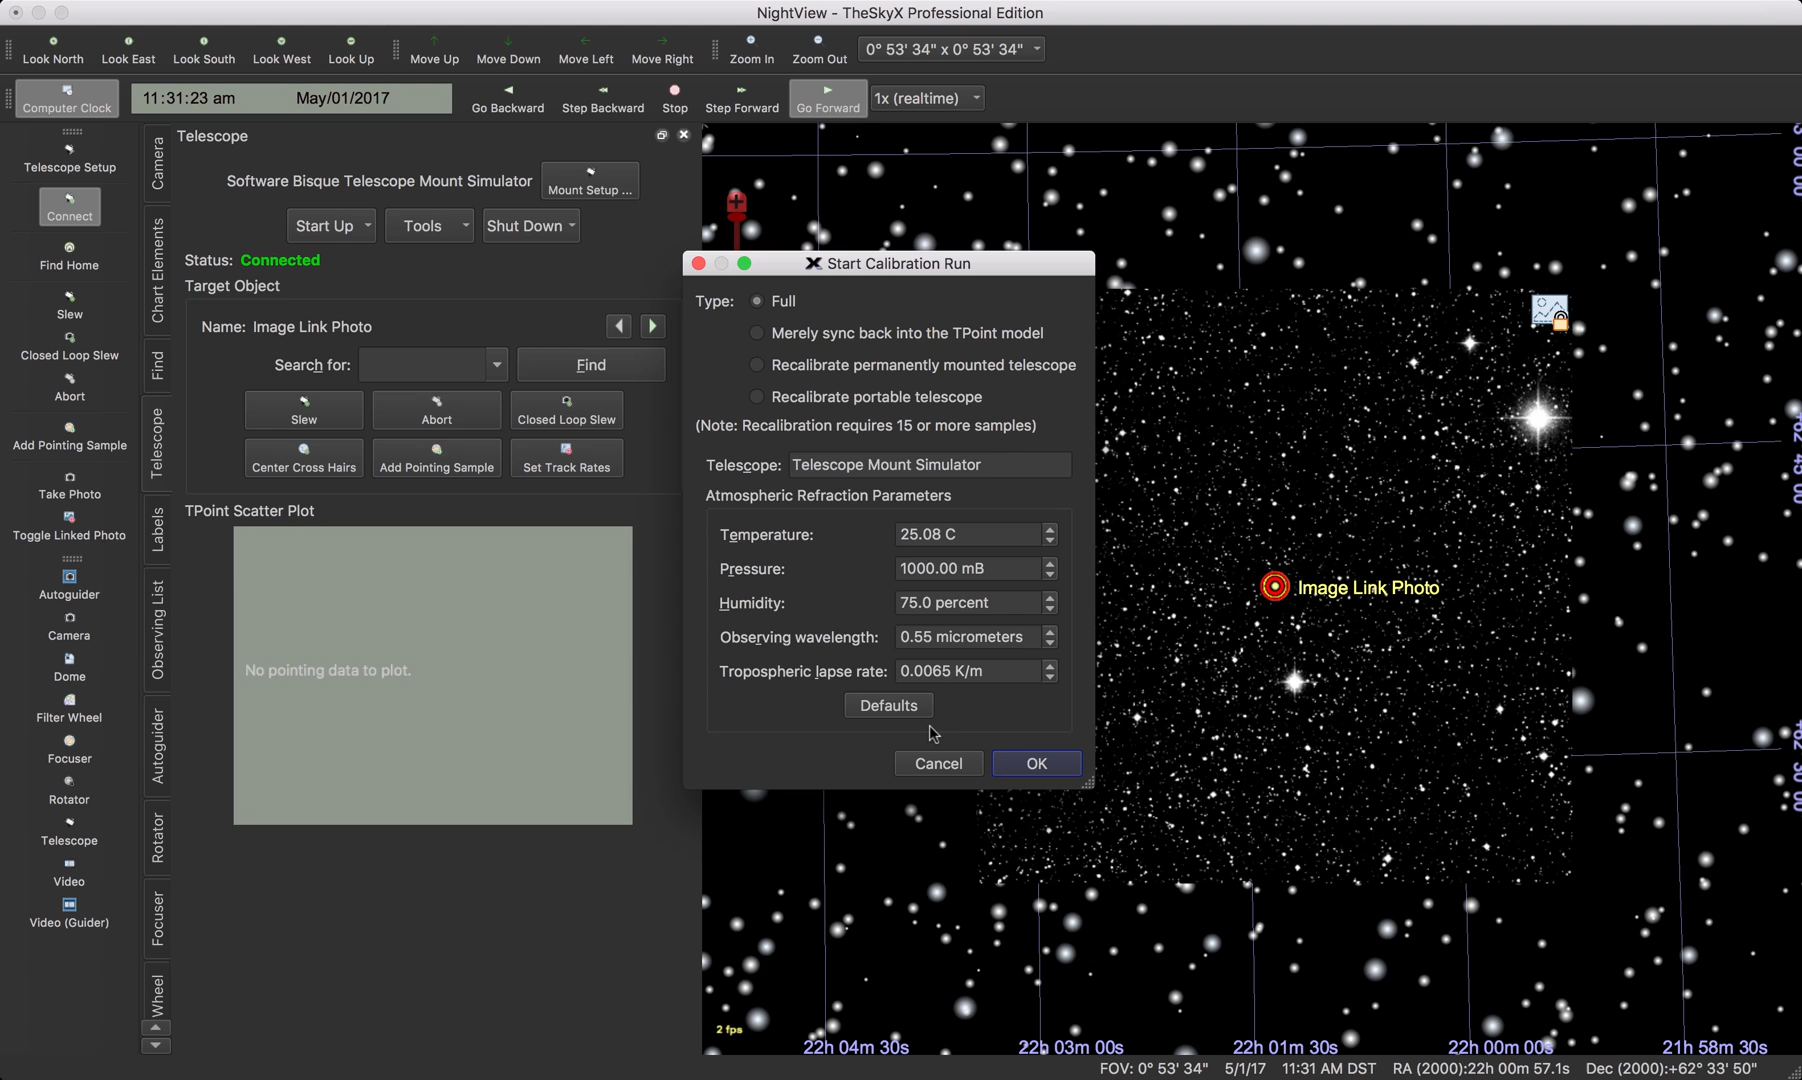 NightView - TheSkyX Professional Edition
Look North
Look East
Look South
Look West
Look Up
Move Up
Move Down
Move Left
Move Right
Zoom In
Zoom Out
0° 53' 34" x 0° 53' 34"
Computer Clock
11:31:23 am
May/01/2017
Go Backward
Step Backward
Stop
Step Forward
Go Forward
1x (realtime)
Telescope Setup
Connect
Find Home
Slew
Closed Loop Slew
Abort
Add Pointing Sample
Take Photo
Toggle Linked Photo
Autoguider
Camera
Dome
Filter Wheel
Focuser
Rotator
Telescope
Video
Video (Guider)
Camera
Chart Elements
Find
Telescope
Labels
Observing List
Autoguider
Rotator
Focuser
Wheel
Telescope
Software Bisque Telescope Mount Simulator
Mount Setup ...
Start Up
Tools
Shut Down
Status: Connected
Target Object
Name: Image Link Photo
Search for:
Find
Slew
Abort
Closed Loop Slew
Center Cross Hairs
Add Pointing Sample
Set Track Rates
TPoint Scatter Plot
No pointing data to plot.
Start Calibration Run
Type:
Full
Merely sync back into the TPoint model
Recalibrate permanently mounted telescope
Recalibrate portable telescope
(Note: Recalibration requires 15 or more samples)
Telescope: Telescope Mount Simulator
Atmospheric Refraction Parameters
Temperature: 25.08 C
Pressure: 1000.00 mB
Humidity: 75.0 percent
Observing wavelength: 0.55 micrometers
Tropospheric lapse rate: 0.0065 K/m
Defaults
Cancel
OK
Image Link Photo
2 fps
22h 04m 30s
22h 03m 00s
22h 01m 30s
22h 00m 00s
21h 58m 30s
FOV: 0° 53' 34"
5/1/17
11:31 AM DST
RA (2000):22h 00m 57.1s
Dec (2000):+62° 33' 50"